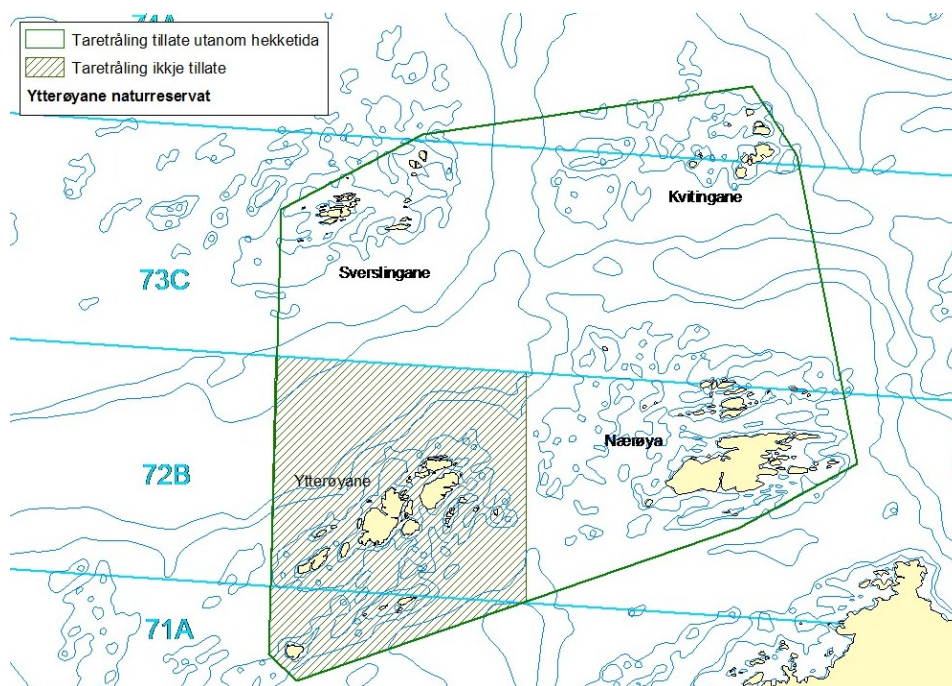 71A
Taretråling tillate utanom hekketida
Taretråling ikkje tillate
Ytterøyane naturreservat
Kvitingane
Sverslingane
73C
Nærøya
Ytterøyane
72B
71A